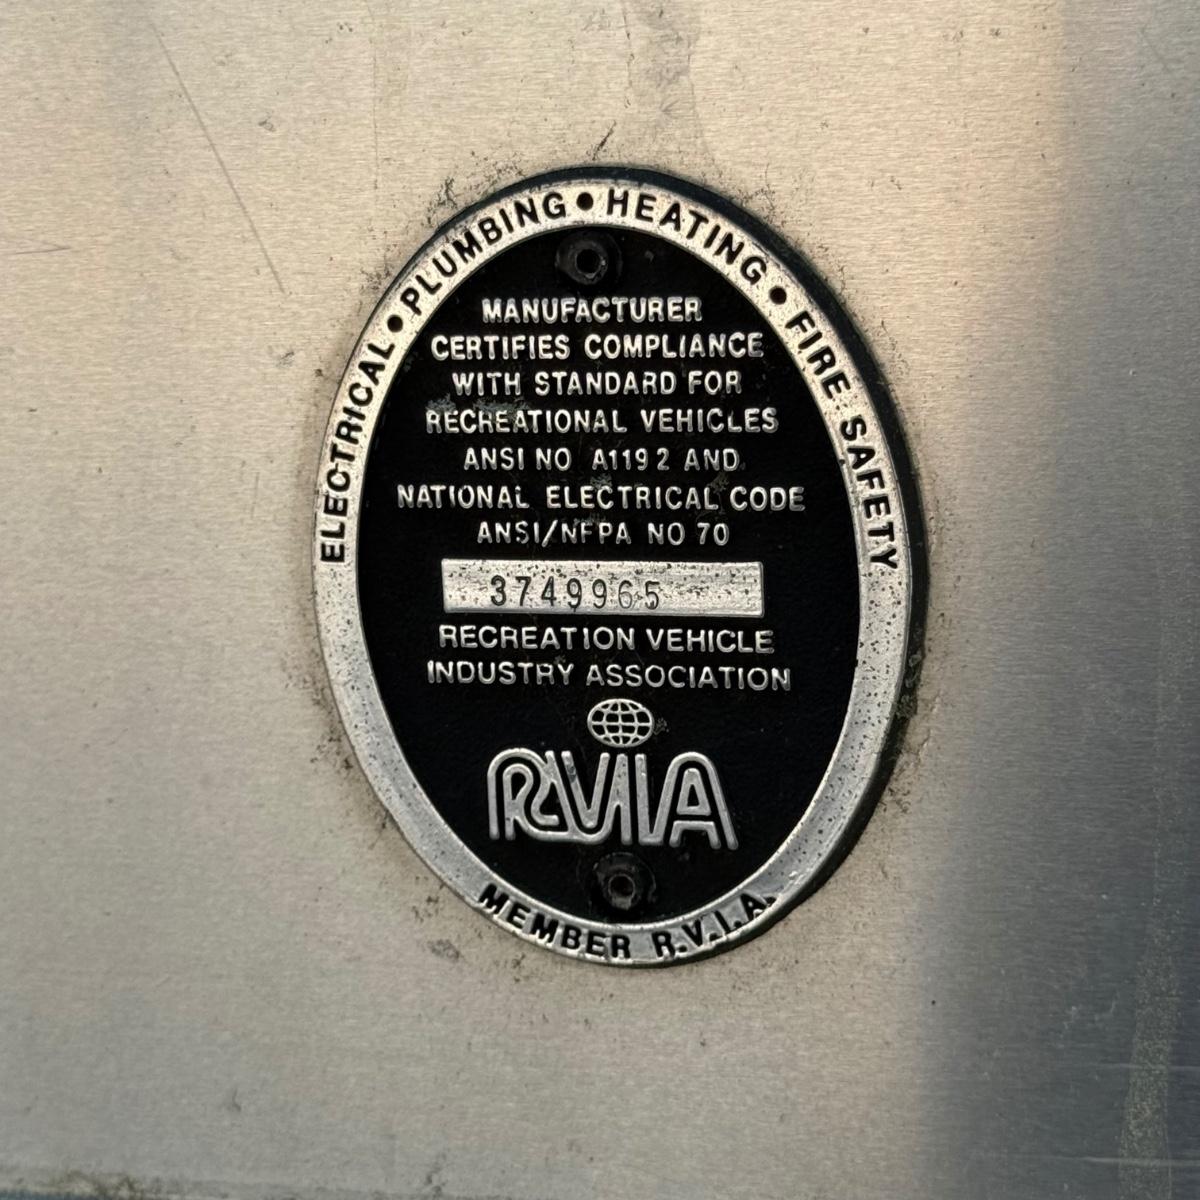 ELECTRICAL • PLUMBING • HEATING • FIRE SAFETY
MANUFACTURER
CERTIFIES COMPLIANCE
WITH STANDARD FOR
RECREATIONAL VEHICLES
ANSI NO A119 2 AND
NATIONAL ELECTRICAL CODE
ANSI/NFPA NO 70
3749965
RECREATION VEHICLE
INDUSTRY ASSOCIATION
RVIA
MEMBER R.V.I.A.